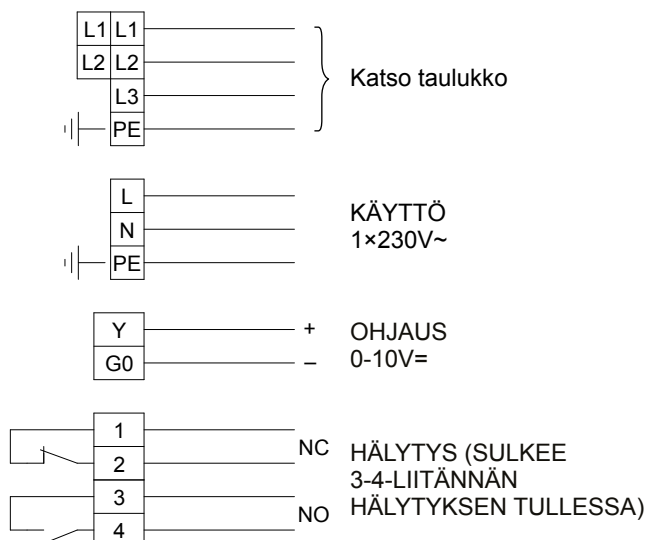 L1 L1
L2 L2
L3
PE
Katso taulukko
L
N
PE
KÄYTTÖ
1×230V~
Y +
G0 –
OHJAUS
0-10V=
1
2
NC
3
4
NO
HÄLYTYS (SULKEE
3-4-LIITÄNNÄN
HÄLYTYKSEN TULLESSA)